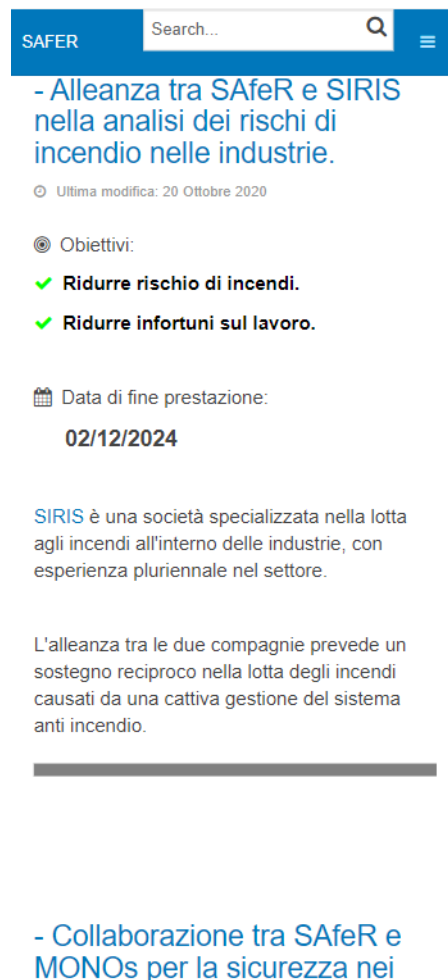 SAFER
Search...
- Alleanza tra SAfeR e SIRIS
nella analisi dei rischi di
incendio nelle industrie.
Ultima modifica: 20 Ottobre 2020
Obiettivi:
Ridurre rischio di incendi.
Ridurre infortuni sul lavoro.
Data di fine prestazione:
02/12/2024
SIRIS è una società specializzata nella lotta
agli incendi all'interno delle industrie, con
esperienza pluriennale nel settore.
L'alleanza tra le due compagnie prevede un
sostegno reciproco nella lotta degli incendi
causati da una cattiva gestione del sistema
anti incendio.
- Collaborazione tra SAfeR e
MONOs per la sicurezza nei